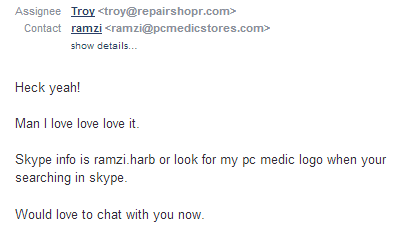 Assignee Troy <troy@repairshopr.com>
Contact ramzi <ramzi@pcmedicstores.com>
show details...
Heck yeah!
Man I love love love it.
Skype info is ramzi.harb or look for my pc medic logo when your
searching in skype.
Would love to chat with you now.